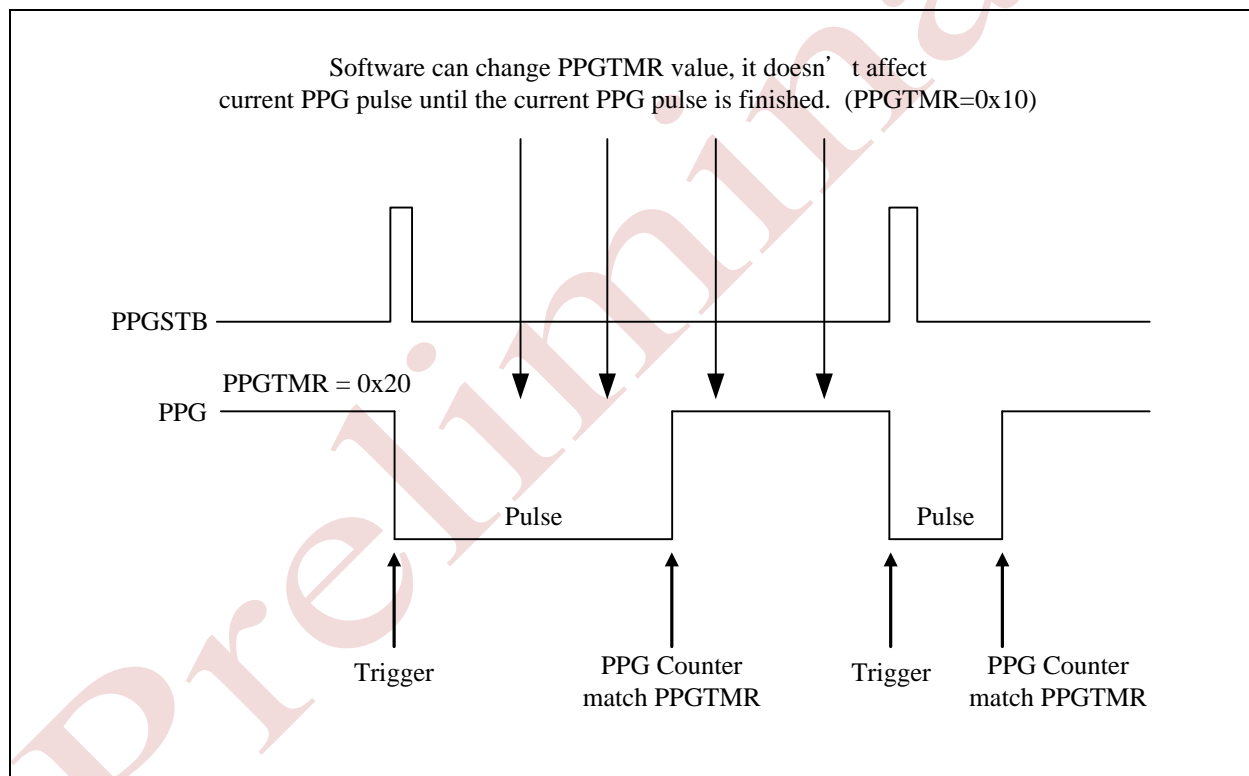 Software can change PPGTMR value, it doesn’ t affect
current PPG pulse until the current PPG pulse is finished. (PPGTMR=0x10)
PPGSTB
PPGTMR = 0x20
PPG
Pulse
Pulse
Trigger
PPG Counter
match PPGTMR
Trigger
PPG Counter
match PPGTMR
Prelimina